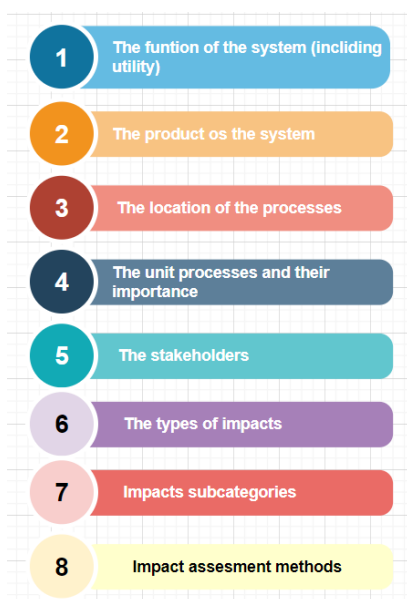 1
The funtion of the system (incliding
utility)
2
The product os the system
3
The location of the processes
4
The unit processes and their
importance
5
The stakeholders
6
The types of impacts
7
Impacts subcategories
8
Impact assesment methods